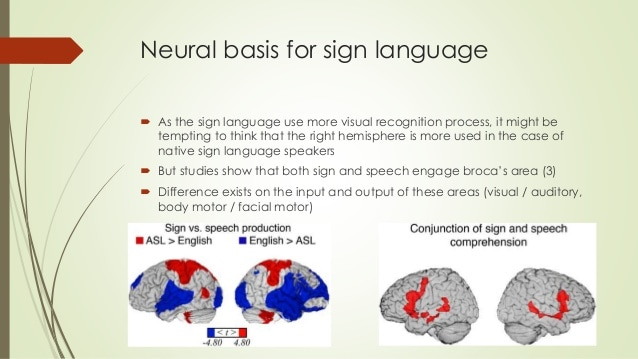 Neural basis for sign language
As the sign language use more visual recognition process, it might be
tempting to think that the right hemisphere is more used in the case of
native sign language speakers
But studies show that both sign and speech engage broca's area (3)
Difference exists on the input and output of these areas (visual / auditory,
body motor / facial motor)
Sign vs. speech production
ASL > English English > ASL
< t >
-4.80 4.80
Conjunction of sign and speech
comprehension